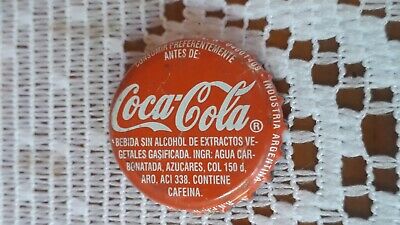 CONSUMIR PREFERENTEMENTE
ANTES DE:
INDUSTRIA ARGENTINA
Coca-Cola®
BEBIDA SIN ALCOHOL DE EXTRACTOS VE-
GETALES GASIFICADA. INGR: AGUA CAR-
BONATADA, AZUCARES, COL 150 d,
ARO, ACI 338. CONTIENE
CAFEINA.